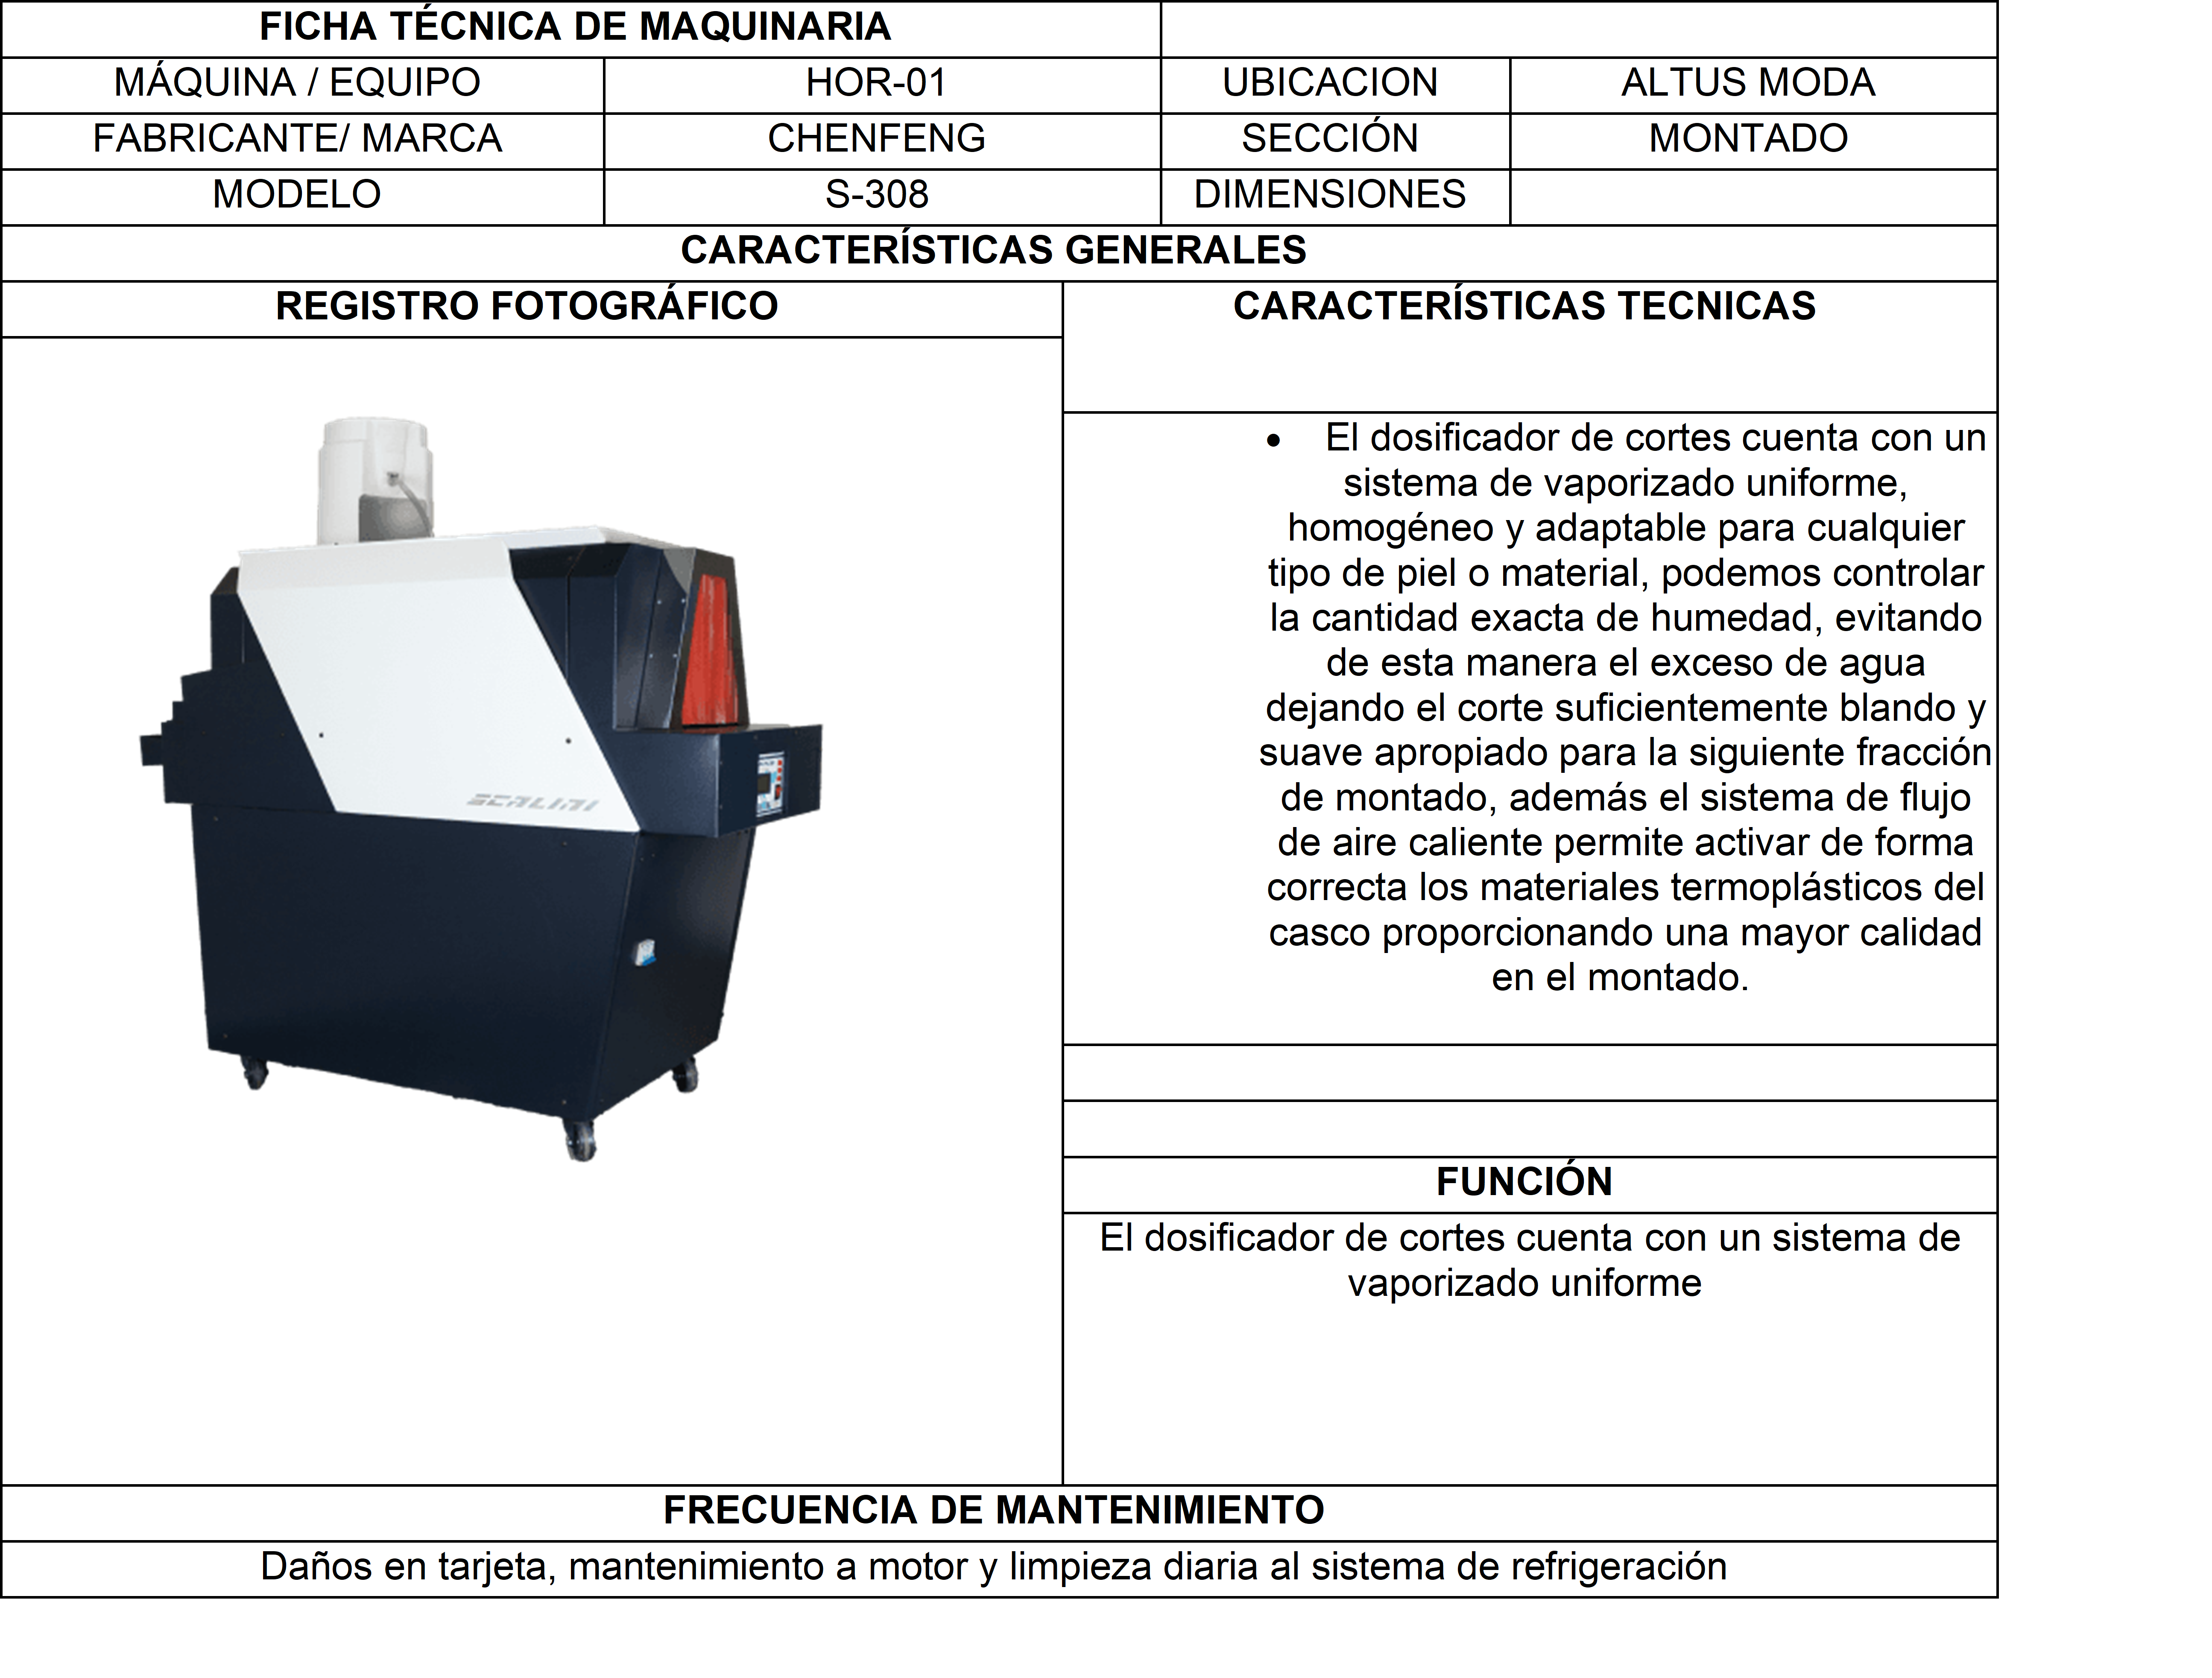 FICHA TÉCNICA DE MAQUINARIA
MÁQUINA / EQUIPO HOR-01 UBICACION ALTUS MODA
FABRICANTE/ MARCA CHENFENG SECCIÓN MONTADO
MODELO S-308 DIMENSIONES
CARACTERÍSTICAS GENERALES
REGISTRO FOTOGRÁFICO
SCALINI
CARACTERÍSTICAS TECNICAS
• El dosificador de cortes cuenta con un
sistema de vaporizado uniforme,
homogéneo y adaptable para cualquier
tipo de piel o material, podemos controlar
la cantidad exacta de humedad, evitando
de esta manera el exceso de agua
dejando el corte suficientemente blando y
suave apropiado para la siguiente fracción
de montado, además el sistema de flujo
de aire caliente permite activar de forma
correcta los materiales termoplásticos del
casco proporcionando una mayor calidad
en el montado.
FUNCIÓN
El dosificador de cortes cuenta con un sistema de
vaporizado uniforme
FRECUENCIA DE MANTENIMIENTO
Daños en tarjeta, mantenimiento a motor y limpieza diaria al sistema de refrigeración